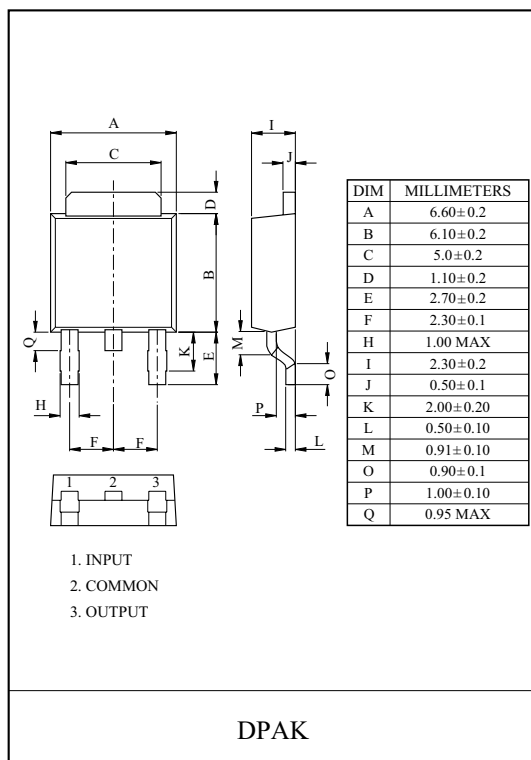 A
C
D
B
Q
K
E
H
F F
1 2 3
I
J
M
O
P
L
1. INPUT
2. COMMON
3. OUTPUT
DIM MILLIMETERS
A 6.60±0.2
B 6.10±0.2
C 5.0±0.2
D 1.10±0.2
E 2.70±0.2
F 2.30±0.1
H 1.00 MAX
I 2.30±0.2
J 0.50±0.1
K 2.00±0.20
L 0.50±0.10
M 0.91±0.10
O 0.90±0.1
P 1.00±0.10
Q 0.95 MAX
DPAK